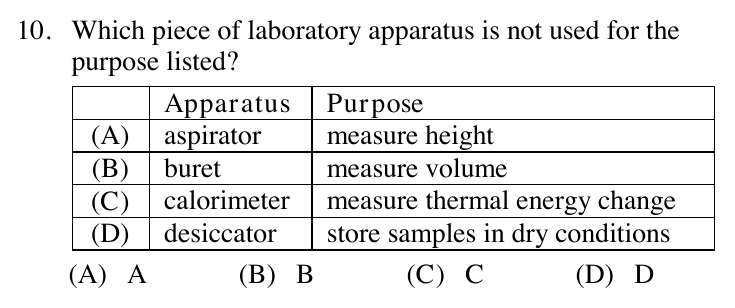 10. Which piece of laboratory apparatus is not used for the
purpose listed?
Apparatus Purpose
(A) aspirator measure height
(B) buret measure volume
(C) calorimeter measure thermal energy change
(D) desiccator store samples in dry conditions
(A) A (B) B (C) C (D) D